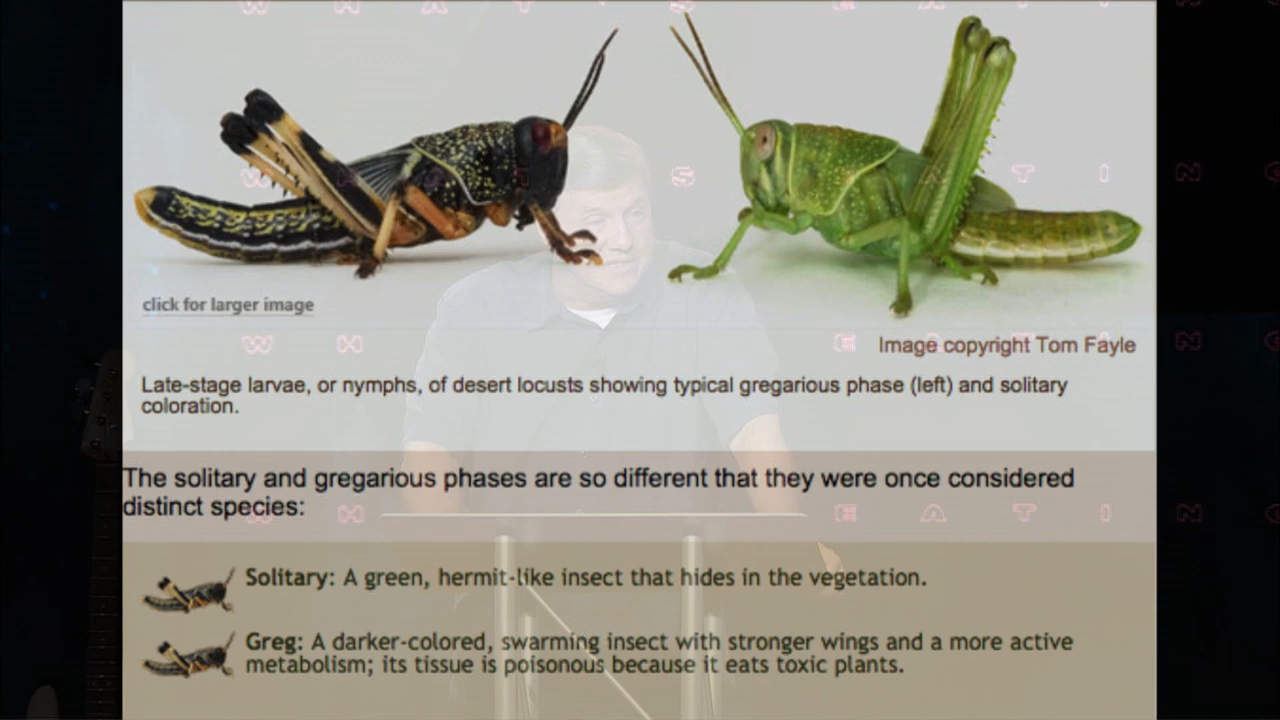 W H A T ' S E A T I N
W S A T I N G
click for larger image
W H E A T I N G
Image copyright Tom Fayle
Late-stage larvae, or nymphs, of desert locusts showing typical gregarious phase (left) and solitary
coloration.
The solitary and gregarious phases are so different that they were once considered
distinct species:
W H E A T I N G
Solitary: A green, hermit-like insect that hides in the vegetation.
Greg: A darker-colored, swarming insect with stronger wings and a more active
metabolism; its tissue is poisonous because it eats toxic plants.